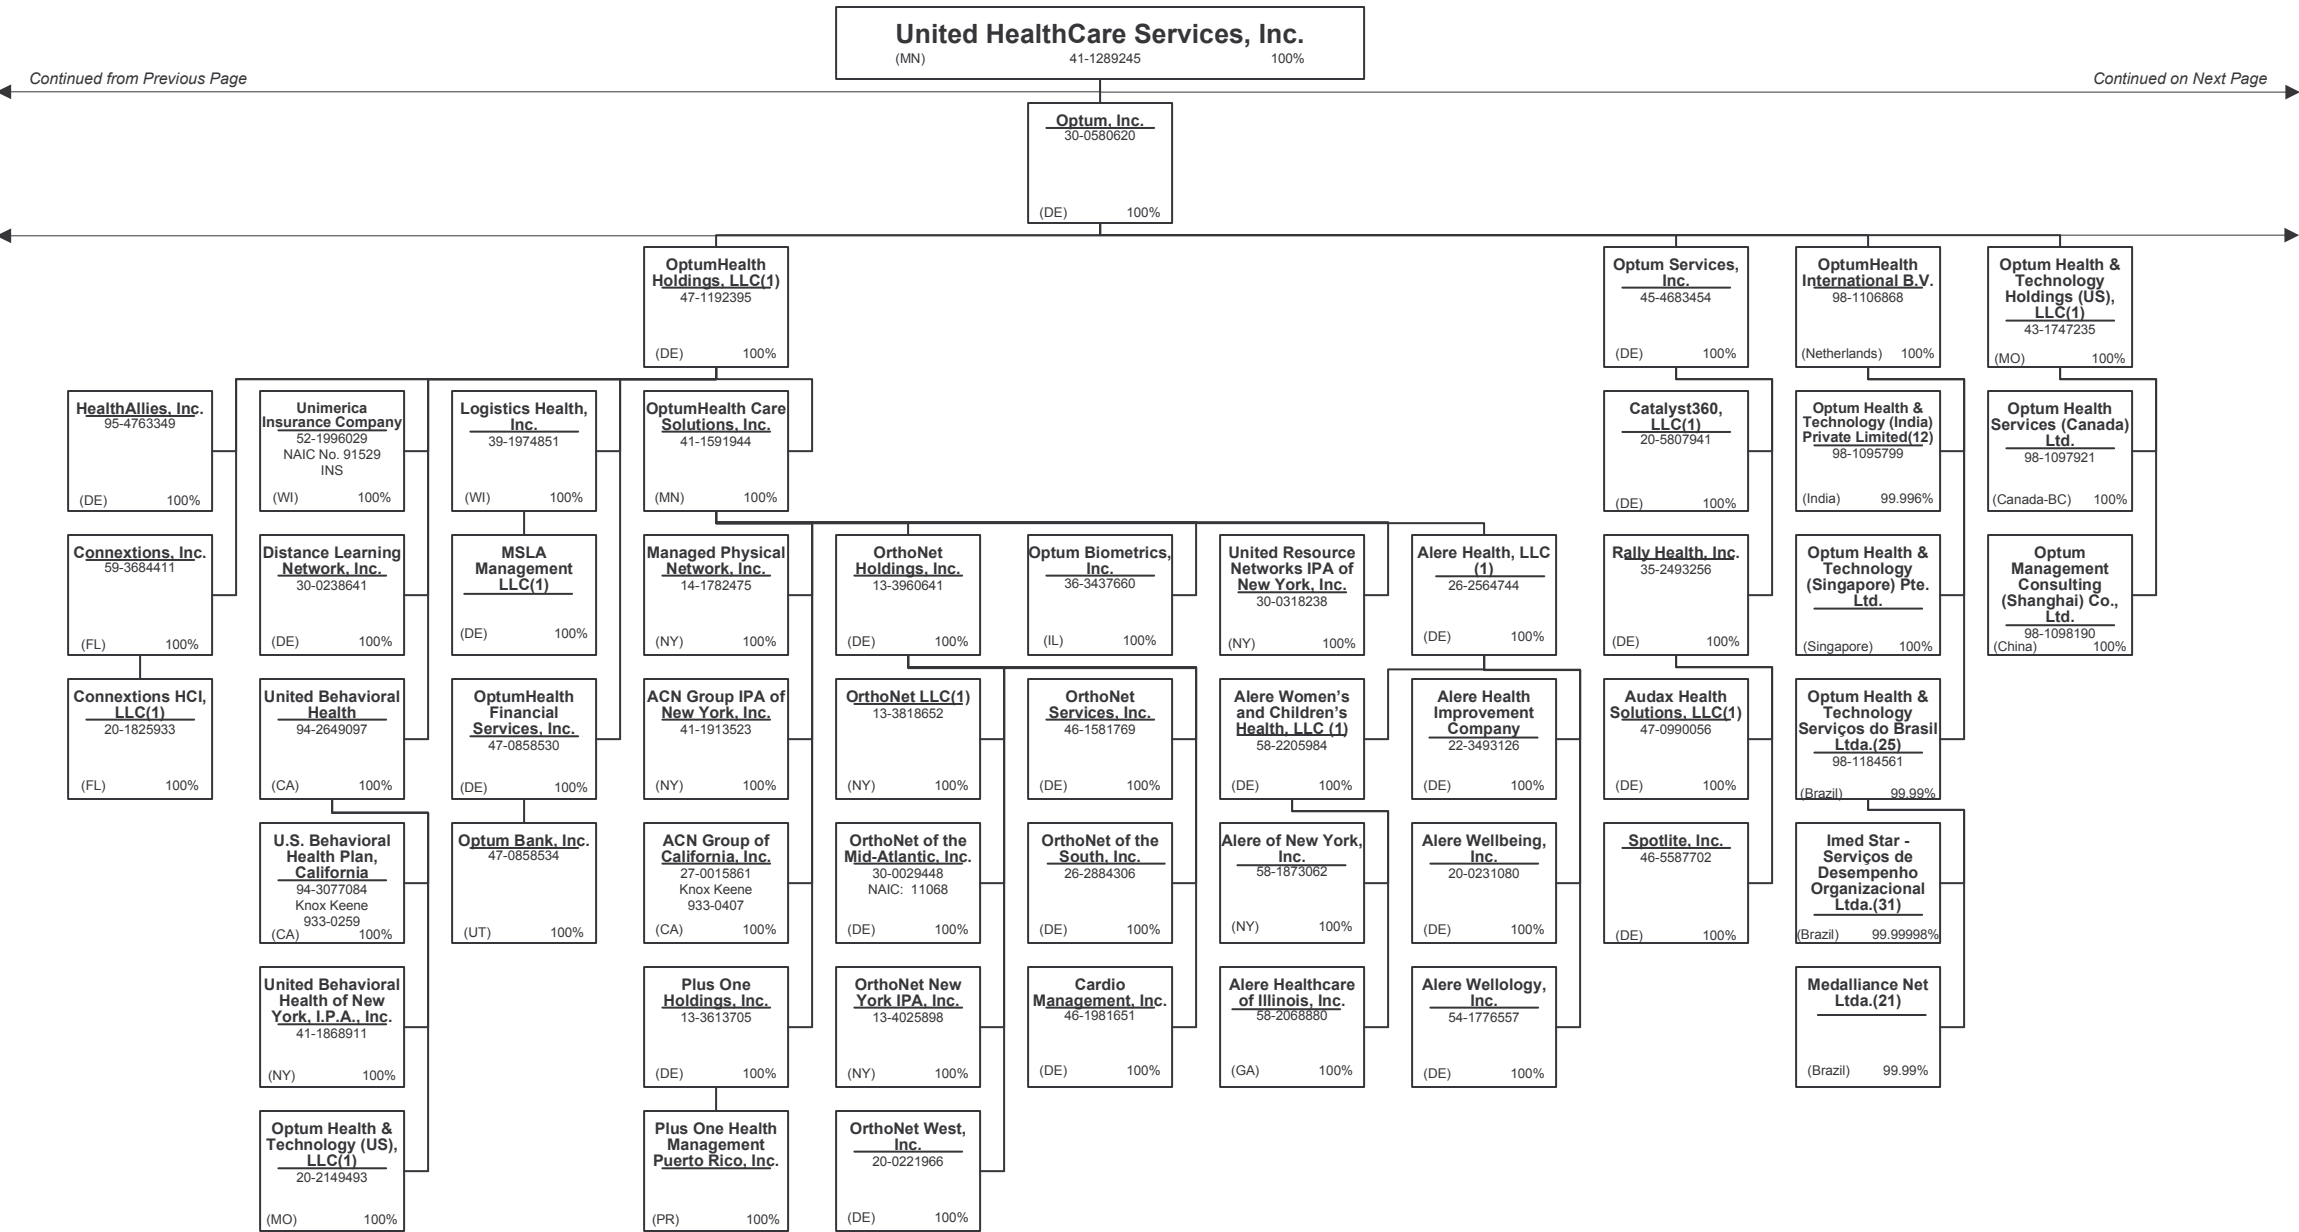 United HealthCare Services, Inc.
(MN) 41-1289245 100%
Continued from Previous Page
Continued on Next Page
Optum, Inc.
30-0580620
(DE) 100%
OptumHealth
Holdings, LLC(1)
47-1192395
(DE) 100%
Optum Services,
Inc.
45-4683454
(DE) 100%
OptumHealth
International B.V.
98-1106868
(Netherlands) 100%
Optum Health &
Technology
Holdings (US),
LLC(1)
43-1747235
(MO) 100%
HealthAllies, Inc.
95-4763349
(DE) 100%
Unimerica
Insurance Company
52-1996029
NAIC No. 91529
INS
(WI) 100%
Logistics Health,
Inc.
39-1974851
(WI) 100%
OptumHealth Care
Solutions, Inc.
41-1591944
(MN) 100%
Catalyst360,
LLC(1)
20-5807941
(DE) 100%
Optum Health &
Technology (India)
Private Limited(12)
98-1095799
(India) 99.996%
Optum Health
Services (Canada)
Ltd.
98-1097921
(Canada-BC) 100%
Connextions, Inc.
59-3684411
(FL) 100%
Distance Learning
Network, Inc.
30-0238641
(DE) 100%
MSLA
Management
LLC(1)
(DE) 100%
Managed Physical
Network, Inc.
14-1782475
(NY) 100%
OrthoNet
Holdings, Inc.
13-3960641
(DE) 100%
Optum Biometrics,
Inc.
36-3437660
(IL) 100%
United Resource
Networks IPA of
New York, Inc.
30-0318238
(NY) 100%
Alere Health, LLC
(1)
26-2564744
(DE) 100%
Rally Health, Inc.
35-2493256
(DE) 100%
Optum Health &
Technology
(Singapore) Pte.
Ltd.
(Singapore) 100%
Optum
Management
Consulting
(Shanghai) Co.,
Ltd.
98-1098190
(China) 100%
Connextions HCI,
LLC(1)
20-1825933
(FL) 100%
United Behavioral
Health
94-2649097
(CA) 100%
OptumHealth
Financial
Services, Inc.
47-0858530
(DE) 100%
ACN Group IPA of
New York, Inc.
41-1913523
(NY) 100%
OrthoNet LLC(1)
13-3818652
(NY) 100%
OrthoNet
Services, Inc.
46-1581769
(DE) 100%
Alere Women's
and Children's
Health, LLC (1)
58-2205984
(DE) 100%
Alere Health
Improvement
Company
22-3493126
(DE) 100%
Audax Health
Solutions, LLC(1)
47-0990056
(DE) 100%
Optum Health &
Technology
Serviços do Brasil
Ltda.(25)
98-1184561
(Brazil) 99.99%
U.S. Behavioral
Health Plan,
California
94-3077084
Knox Keene
933-0259
(CA) 100%
Optum Bank, Inc.
47-0858534
(UT) 100%
ACN Group of
California, Inc.
27-0015861
Knox Keene
933-0407
(CA) 100%
OrthoNet of the
Mid-Atlantic, Inc.
30-0029448
NAIC: 11068
(DE) 100%
OrthoNet of the
South, Inc.
26-2884306
(DE) 100%
Alere of New York,
Inc.
58-1873062
(NY) 100%
Alere Wellbeing,
Inc.
20-0231080
(DE) 100%
Spotlite, Inc.
46-5587702
(DE) 100%
Imed Star -
Serviços de
Desempenho
Organizacional
Ltda.(31)
(Brazil) 99.99998%
United Behavioral
Health of New
York, I.P.A., Inc.
41-1868911
(NY) 100%
Plus One
Holdings, Inc.
13-3613705
(DE) 100%
OrthoNet New
York IPA, Inc.
13-4025898
(NY) 100%
Cardio
Management, Inc.
46-1981651
(DE) 100%
Alere Healthcare
of Illinois, Inc.
58-2068880
(GA) 100%
Alere Wellology,
Inc.
54-1776557
(DE) 100%
Medalliance Net
Ltda.(21)
(Brazil) 99.99%
Optum Health &
Technology (US),
LLC(1)
20-2149493
(MO) 100%
Plus One Health
Management
Puerto Rico, Inc.
(PR) 100%
OrthoNet West,
Inc.
20-0221966
(DE) 100%